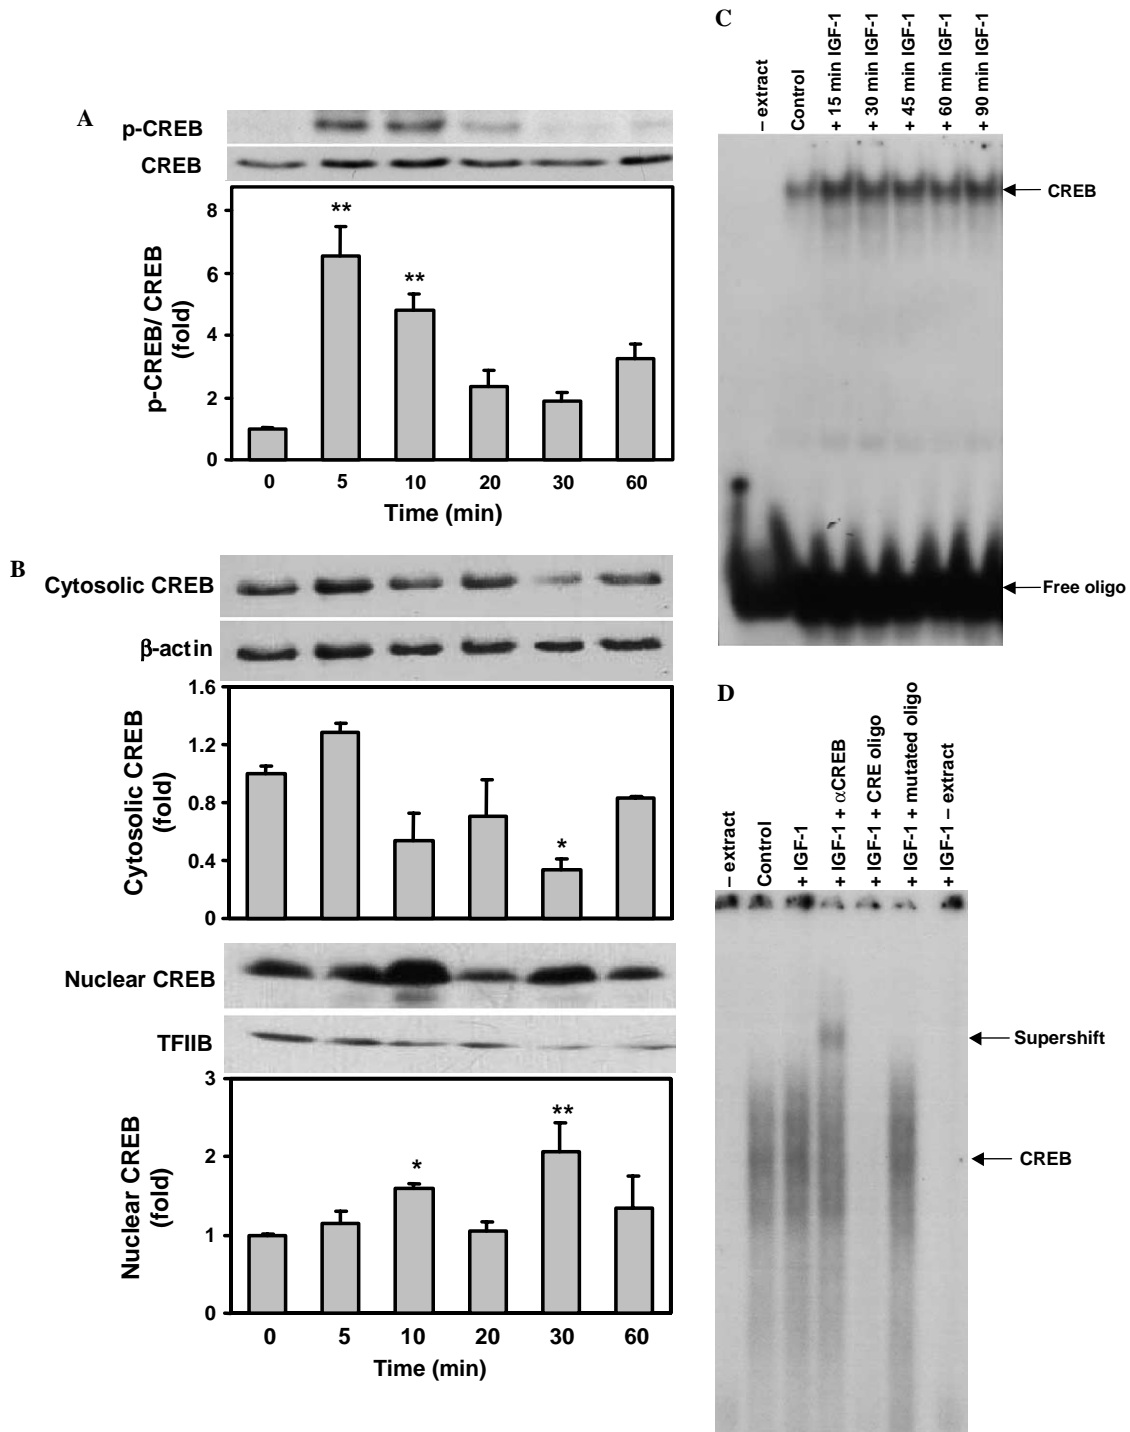 A
p-CREB
CREB
8
6
4
2
0
p-CREB/ CREB
(fold)
**
**
0 5 10 20 30 60
Time (min)
B
Cytosolic CREB
β-actin
1.6
1.2
0.8
0.4
0
Cytosolic CREB
(fold)
*
Nuclear CREB
TFIIB
3
2
1
0
Nuclear CREB
(fold)
*
**
0 5 10 20 30 60
Time (min)
C
– extract
Control
+ 15 min IGF-1
+ 30 min IGF-1
+ 45 min IGF-1
+ 60 min IGF-1
+ 90 min IGF-1
CREB
Free oligo
D
– extract
Control
+ IGF-1
+ IGF-1 + αCREB
+ IGF-1 + CRE oligo
+ IGF-1 + mutated oligo
+ IGF-1 – extract
Supershift
CREB